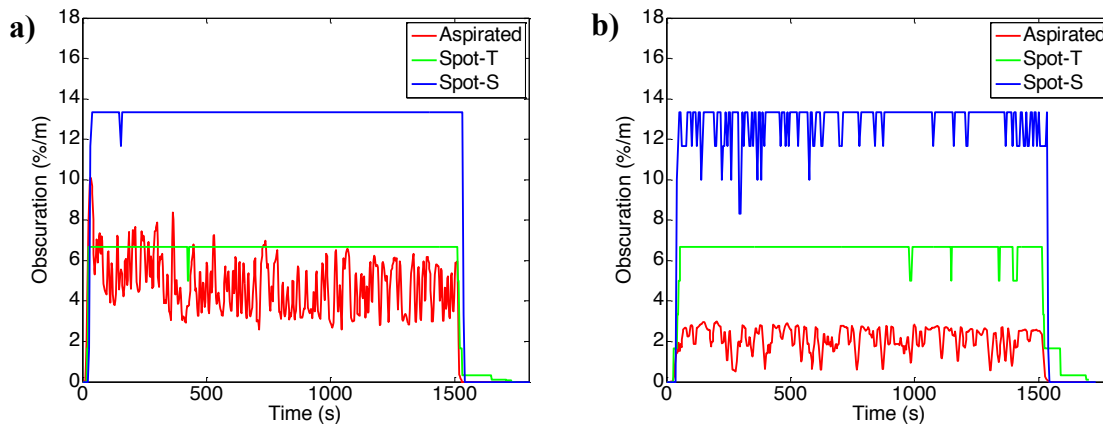 a)
Obscuration (%/m)
18
16
14
12
10
8
6
4
2
0
0
500
1000
1500
Time (s)
Aspirated
Spot-T
Spot-S
b)
Obscuration (%/m)
18
16
14
12
10
8
6
4
2
0
0
500
1000
1500
Time (s)
Aspirated
Spot-T
Spot-S